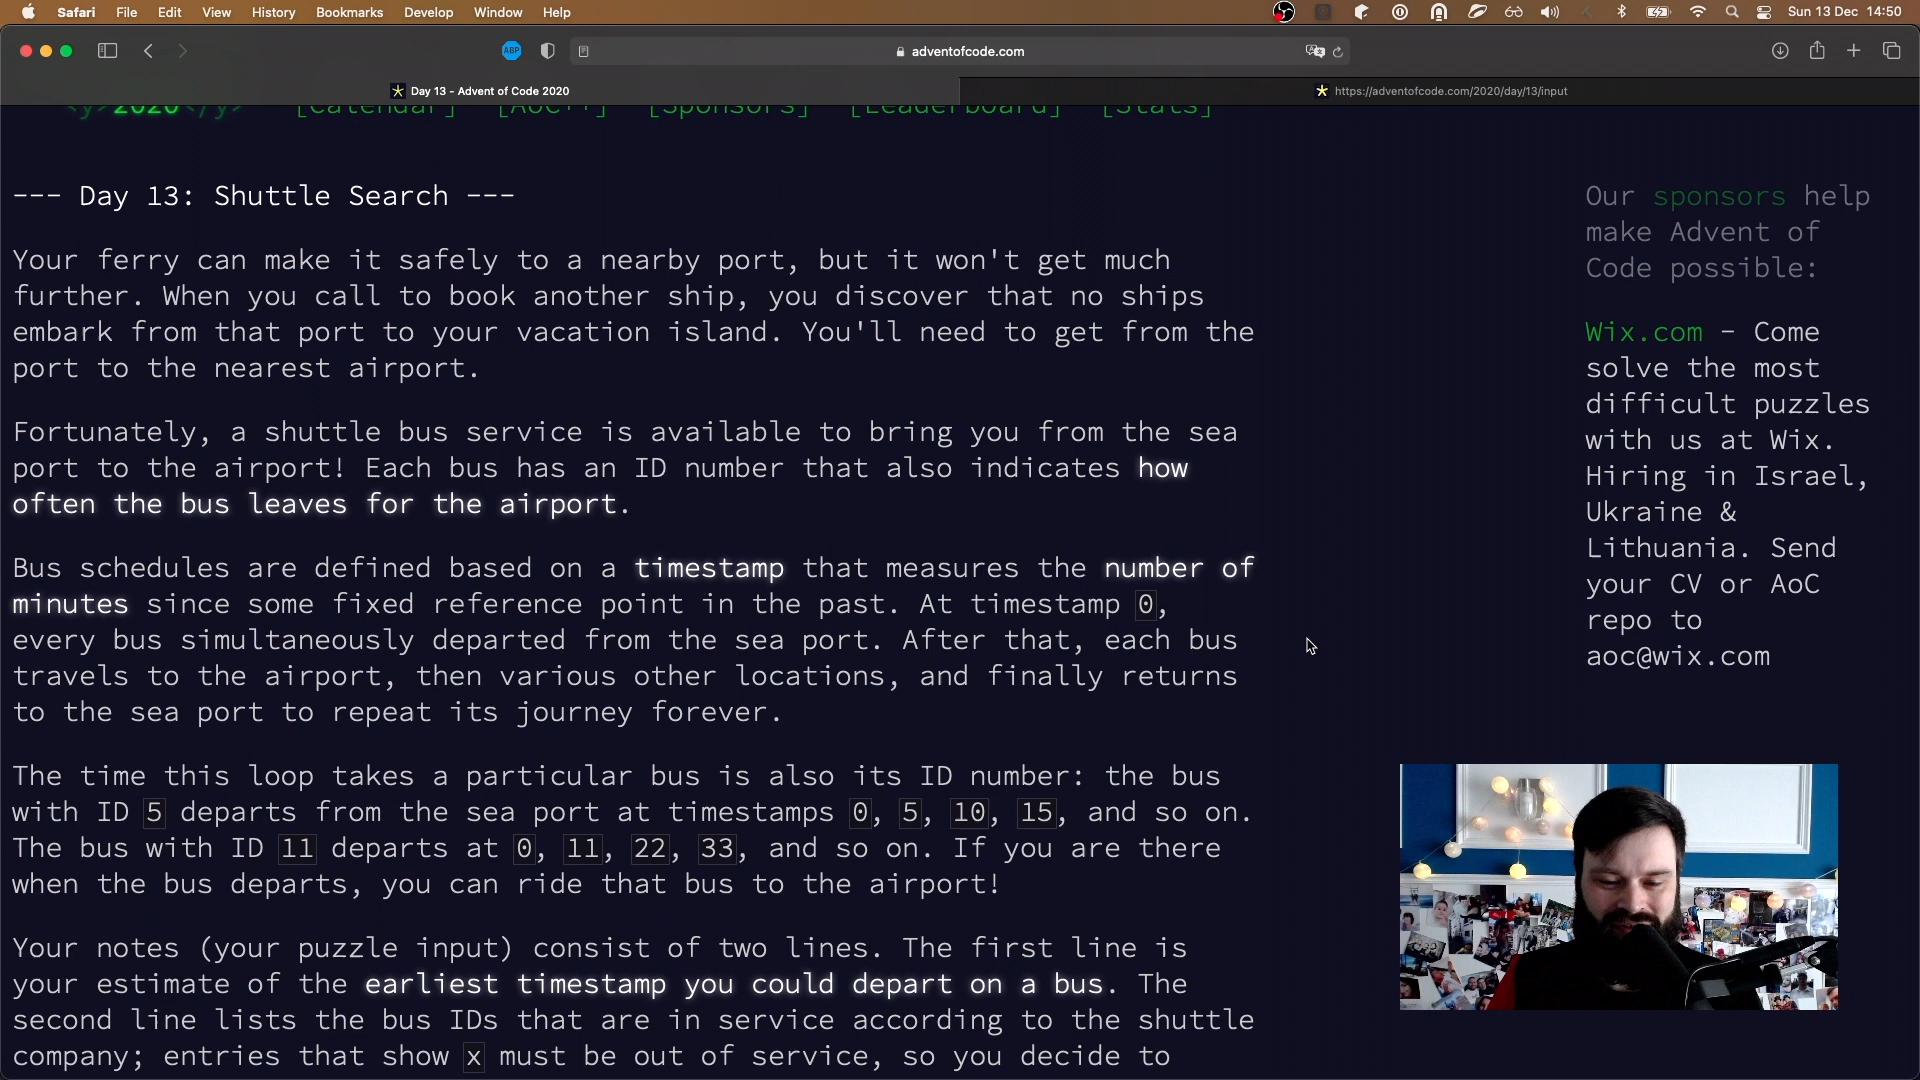 Safari File Edit View History Bookmarks Develop Window Help Sun 13 Dec 14:50
ABP adventofcode.com
Day 13 - Advent of Code 2020 https://adventofcode.com/2020/day/13/input
<y>2020</y> [Calendar] [AoC++] [Sponsors] [Leaderboard] [Stats]
--- Day 13: Shuttle Search ---
Your ferry can make it safely to a nearby port, but it won't get much
further. When you call to book another ship, you discover that no ships
embark from that port to your vacation island. You'll need to get from the
port to the nearest airport.
Fortunately, a shuttle bus service is available to bring you from the sea
port to the airport! Each bus has an ID number that also indicates how
often the bus leaves for the airport.
Bus schedules are defined based on a timestamp that measures the number of
minutes since some fixed reference point in the past. At timestamp 0,
every bus simultaneously departed from the sea port. After that, each bus
travels to the airport, then various other locations, and finally returns
to the sea port to repeat its journey forever.
The time this loop takes a particular bus is also its ID number: the bus
with ID 5 departs from the sea port at timestamps 0, 5, 10, 15, and so on.
The bus with ID 11 departs at 0, 11, 22, 33, and so on. If you are there
when the bus departs, you can ride that bus to the airport!
Your notes (your puzzle input) consist of two lines. The first line is
your estimate of the earliest timestamp you could depart on a bus. The
second line lists the bus IDs that are in service according to the shuttle
company; entries that show x must be out of service, so you decide to
Our sponsors help
make Advent of
Code possible:
Wix.com - Come
solve the most
difficult puzzles
with us at Wix.
Hiring in Israel,
Ukraine &
Lithuania. Send
your CV or AoC
repo to
aoc@wix.com